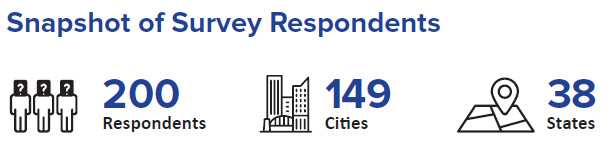 Snapshot of Survey Respondents
? ? ? 200 149 38
Respondents Cities States